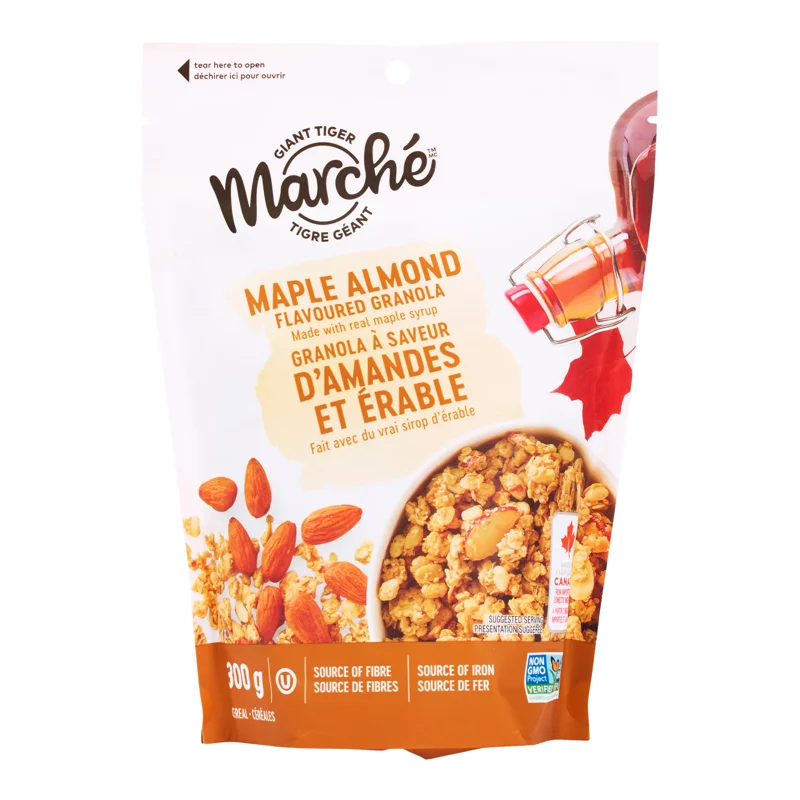 tear here to open
déchirer ici pour ouvrir
GIANT TIGER
Marché
TM
MC
TIGRE GÉANT
MAPLE ALMOND
FLAVOURED GRANOLA
Made with real maple syrup
GRANOLA À SAVEUR
D'AMANDES
ET ÉRABLE
Fait avec du vrai sirop d'érable
SUGGESTED SERVING
PRESENTATION SUGGÉRÉE
300 g
U
SOURCE OF FIBRE
SOURCE DE FIBRES
SOURCE OF IRON
SOURCE DE FER
NON
GMO
Project
VERIFIED
CEREAL • CÉRÉALES